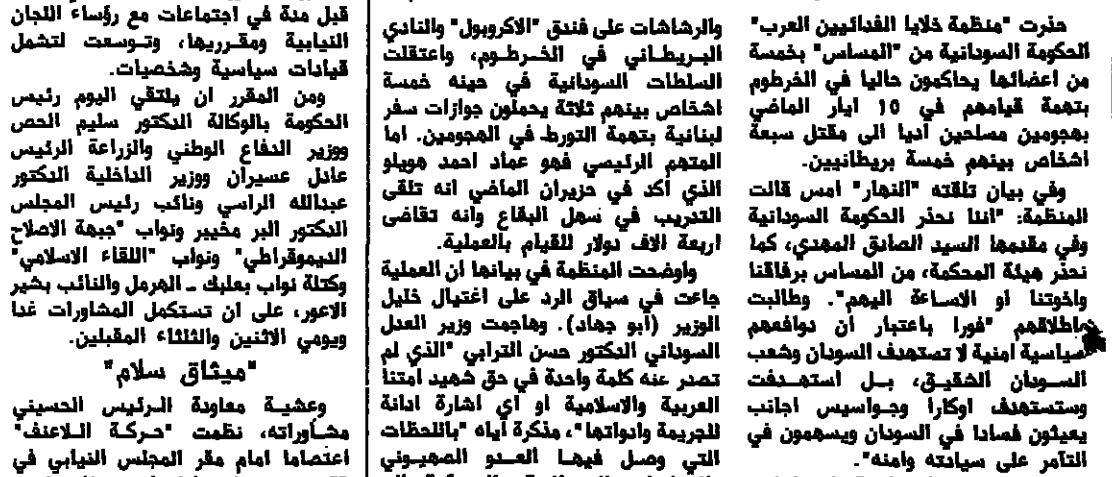 حذرت "منظمة خلايا الفدائيين العرب"
الحكومة السودانية من "المساس" بخمسة
من اعضائها يحاكمون حاليا في الخرطوم
بتهمة قيامهم في 10 ايار الماضي
بهجومين مسلحين اديا الى مقتل سبعة
اشخاص بينهم خمسة بريطانيين.
وفي بيان تلقته "النهار" امس قالت
المنظمة: "اننا نحذر الحكومة السودانية
وفي مقدمها السيد الصادق المهدي، كما
نحذر هيئة المحكمة، من المساس برفاقنا
واخوتنا او الاساءة اليهم". وطالبت
باطلاقهم "فورا باعتبار ان دوافعهم
سياسية امنية لا تستهدف السودان وشعب
السودان الشقيق، بل استهدفت
وستستهدف اوكارا وجواسيس اجانب
يعيثون فسادا في السودان ويسهمون في
التآمر على سيادته وامنه".
والرشاشات على فندق "الاكروبول" والنادي
البريطاني في الخرطوم، واعتقلت
السلطات السودانية في حينه خمسة
اشخاص بينهم ثلاثة يحملون جوازات سفر
لبنانية بتهمة التورط في الهجومين. اما
المتهم الرئيسي فهو عماد احمد هويلو
الذي أكد في حزيران الماضي انه تلقى
التدريب في سهل البقاع وانه تقاضى
اربعة الاف دولار للقيام بالعملية.
واوضحت المنظمة في بيانها ان العملية
جاءت في سياق الرد على اغتيال خليل
الوزير (أبو جهاد). وهاجمت وزير العدل
السوداني الدكتور حسن الترابي "الذي لم
تصدر عنه كلمة واحدة في حق شهيد امتنا
العربية والاسلامية او اي اشارة ادانة
للجريمة وادواتها"، مذكرة اياه "باللحظات
التي وصل فيها العدو الصهيوني
قبل مدة في اجتماعات مع رؤساء اللجان
النيابية ومقرريها، وتوسعت لتشمل
قيادات سياسية وشخصيات.
ومن المقرر ان يلتقي اليوم رئيس
الحكومة بالوكالة الدكتور سليم الحص
ووزير الدفاع الوطني والزراعة الرئيس
عادل عسيران ووزير الداخلية الدكتور
عبدالله الراسي ونائب رئيس المجلس
الدكتور البر مخيبر ونواب "جبهة الاصلاح
الديموقراطي" ونواب "اللقاء الاسلامي"
وكتلة نواب بعلبك - الهرمل والنائب بشير
الاعور، على ان تستكمل المشاورات غدا
ويومي الاثنين والثلثاء المقبلين.
"ميثاق سلام"
وعشية معاودة الرئيس الحسيني
مشاوراته، نظمت "حركة اللاعنف"
اعتصاما امام مقر المجلس النيابي في